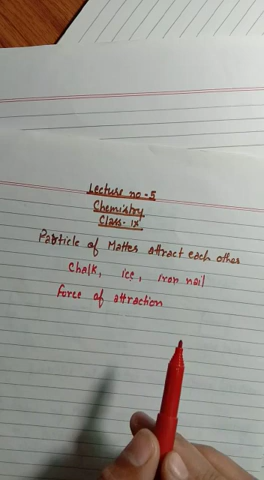 Lecture no-5
Chemistry
Class-IX
Particle of Matter attract each other
Chalk, ice, iron nail
Force of attraction